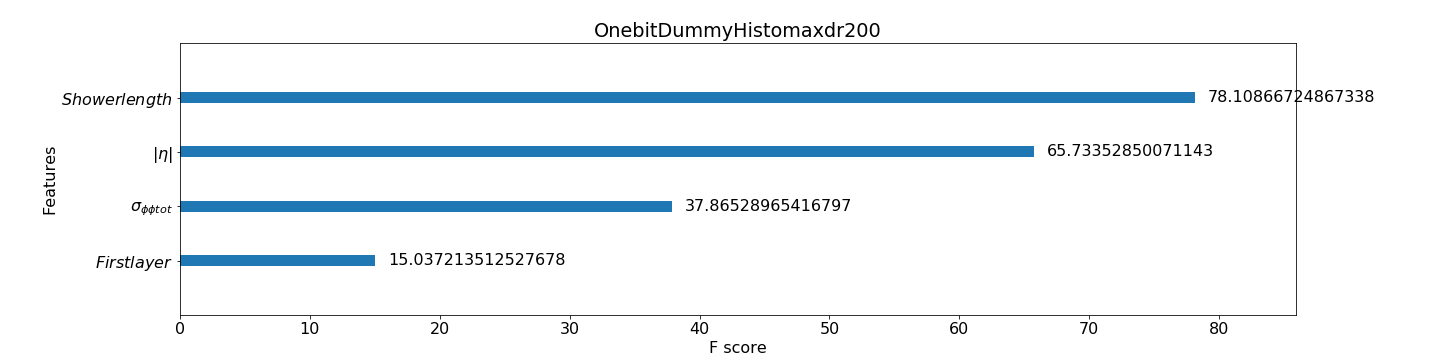 OnebitDummyHistomaxdr200
Features
Showerlength 78.10866724867338
|η| 65.73352850071143
σϕϕtot 37.86528965416797
Firstlayer 15.037213512527678
0 10 20 30 40 50 60 70 80
F score